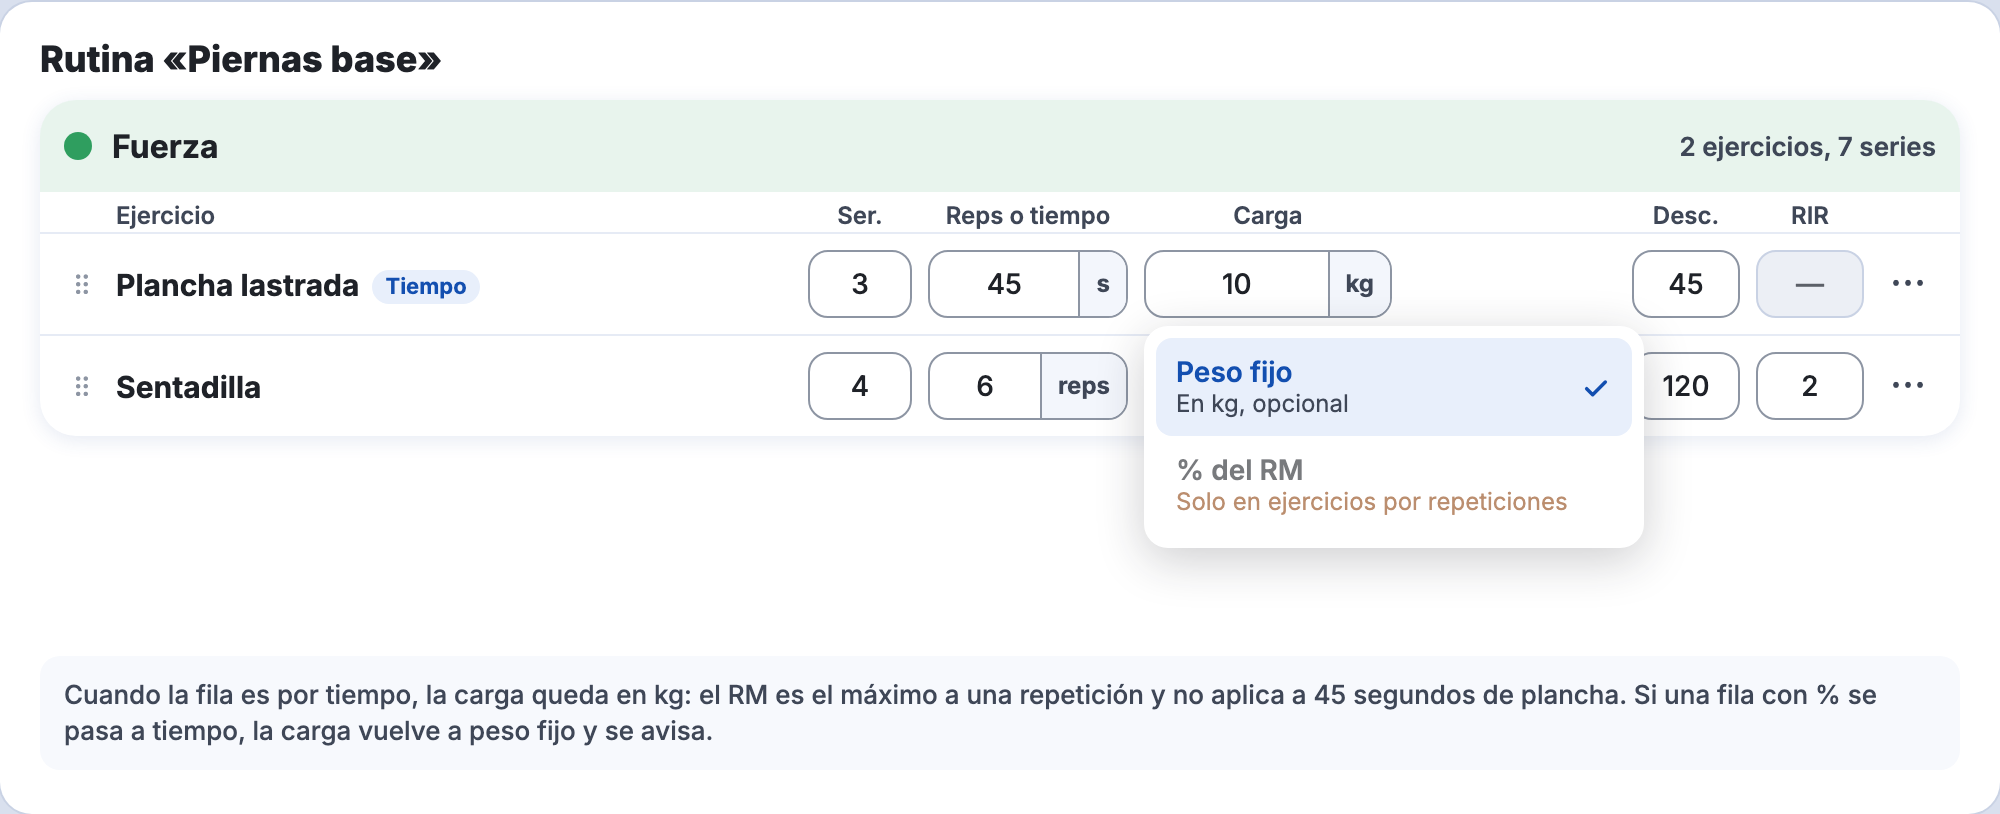 Rutina «Piernas base»
Fuerza
2 ejercicios, 7 series
Ejercicio Ser. Reps o tiempo Carga Desc. RIR
Plancha lastrada Tiempo 3 45 s 10 kg 45 —
Sentadilla 4 6 reps 120 2
Peso fijo
En kg, opcional
% del RM
Solo en ejercicios por repeticiones
Cuando la fila es por tiempo, la carga queda en kg: el RM es el máximo a una repetición y no aplica a 45 segundos de plancha. Si una fila con % se
pasa a tiempo, la carga vuelve a peso fijo y se avisa.